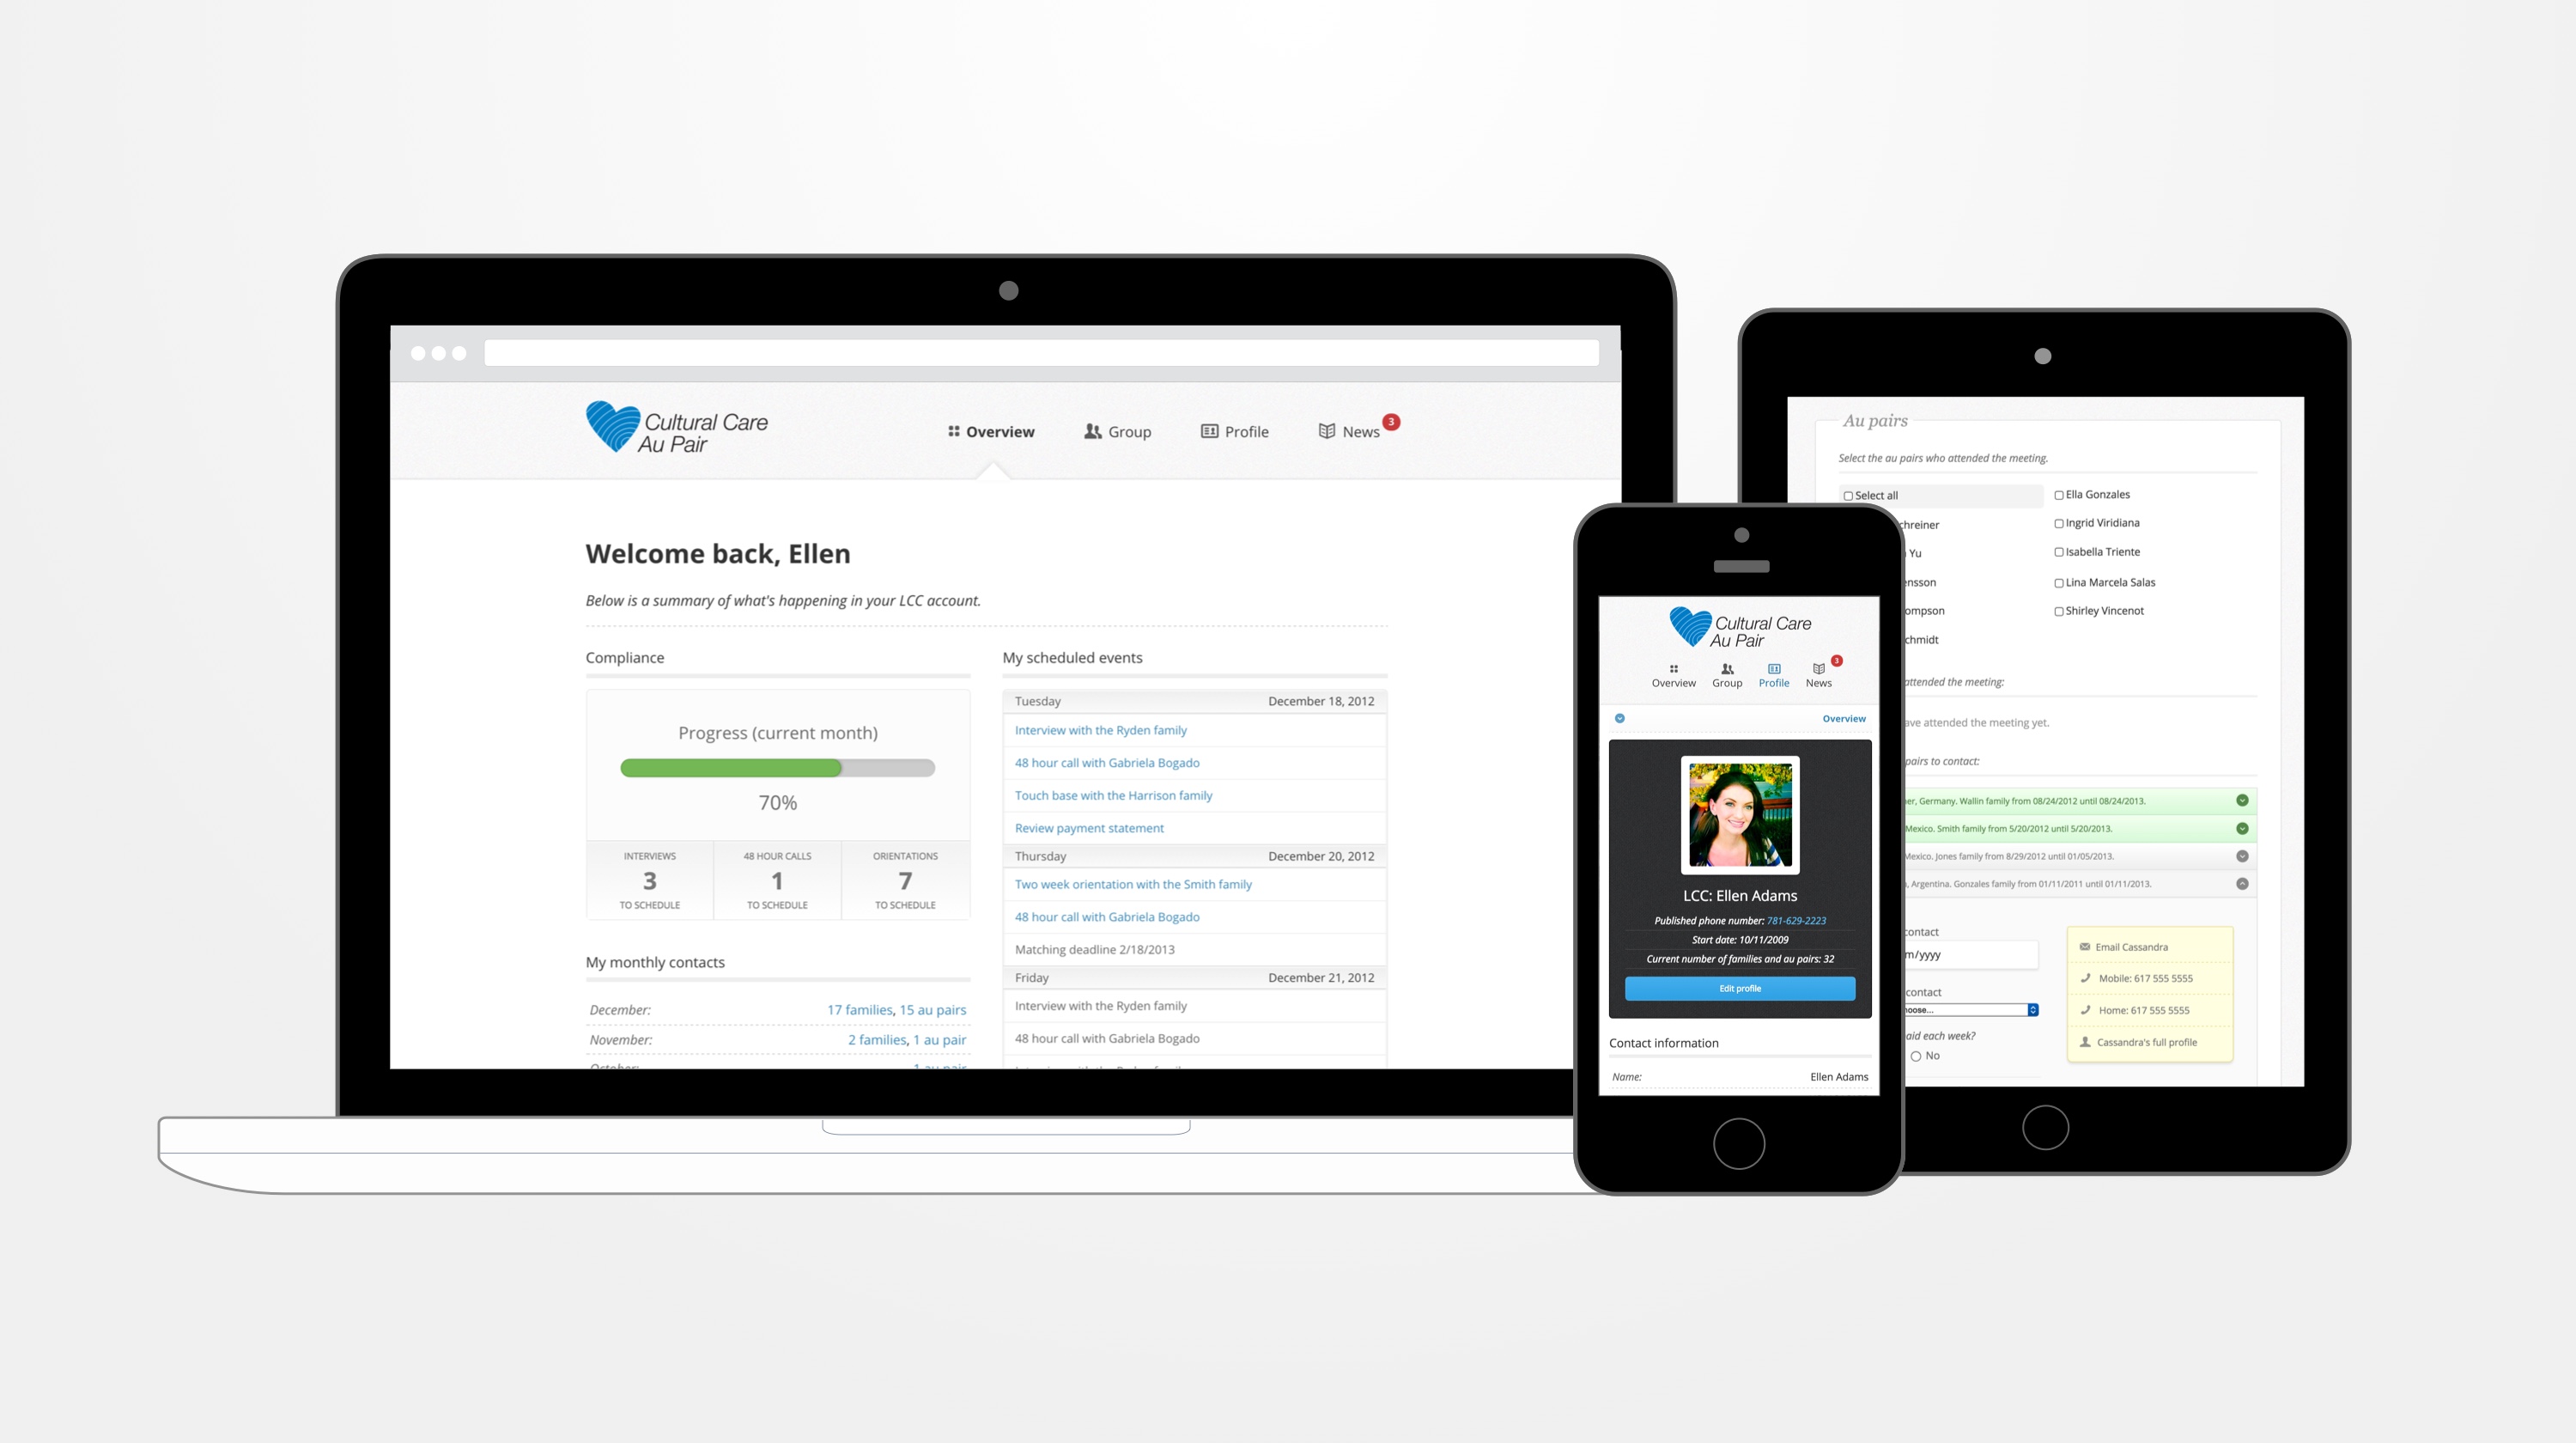 Cultural Care
Au Pair
Overview
Group
Profile
News
3
Welcome back, Ellen
Below is a summary of what's happening in your LCC account.
Compliance
Progress (current month)
70%
INTERVIEWS
3
TO SCHEDULE
48 HOUR CALLS
1
TO SCHEDULE
ORIENTATIONS
7
TO SCHEDULE
My monthly contacts
December: 17 families, 15 au pairs
November: 2 families, 1 au pair
October: 1 au pair
My scheduled events
Tuesday December 18, 2012
Interview with the Ryden family
48 hour call with Gabriela Bogado
Touch base with the Harrison family
Review payment statement
Thursday December 20, 2012
Two week orientation with the Smith family
48 hour call with Gabriela Bogado
Matching deadline 2/18/2013
Friday December 21, 2012
Interview with the Ryden family
48 hour call with Gabriela Bogado
Cultural Care
Au Pair
Overview
Group
Profile
News
3
Overview
LCC: Ellen Adams
Published phone number: 781-629-2223
Start date: 10/11/2009
Current number of families and au pairs: 32
Edit profile
Contact information
Name: Ellen Adams
Au pairs
Select the au pairs who attended the meeting.
Select all
chreiner
Yu
ensson
ompson
chmidt
Ella Gonzales
Ingrid Viridiana
Isabella Triente
Lina Marcela Salas
Shirley Vincenot
attended the meeting:
ave attended the meeting yet.
pairs to contact:
er, Germany. Wallin family from 08/24/2012 until 08/24/2013.
Mexico. Smith family from 5/20/2012 until 5/20/2013.
Mexico. Jones family from 8/29/2012 until 01/05/2013.
, Argentina. Gonzales family from 01/11/2011 until 01/11/2013.
contact
m/yyyy
contact
oose...
aid each week?
No
Email Cassandra
Mobile: 617 555 5555
Home: 617 555 5555
Cassandra's full profile